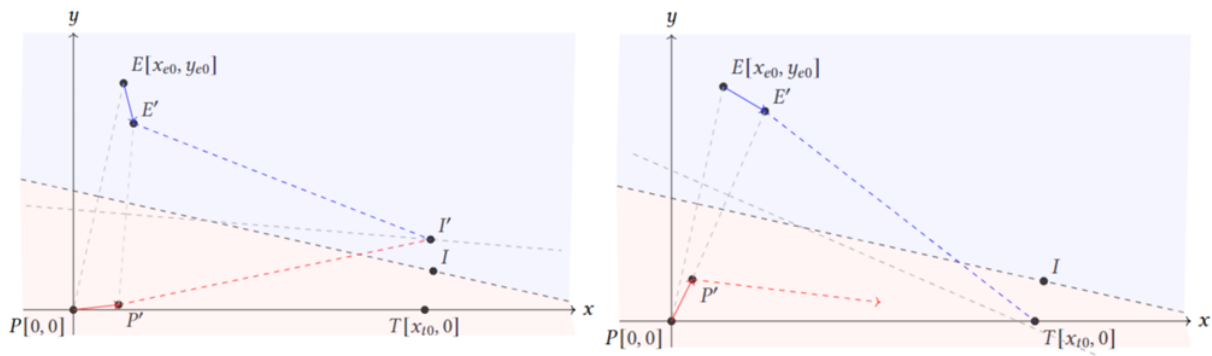 y
E[x_{e0}, y_{e0}]
E′
I′
I
x
P[0, 0]
P′
T[x_{t0}, 0]
y
E[x_{e0}, y_{e0}]
E′
I
P′
x
P[0, 0]
T[x_{t0}, 0]